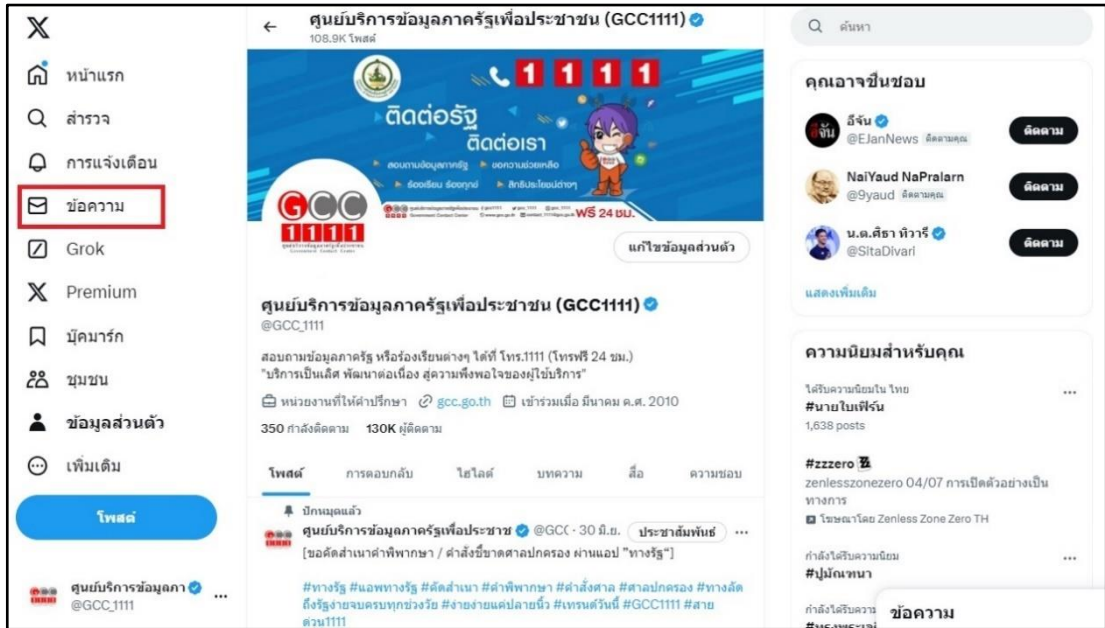 หน้าแรก
สำรวจ
การแจ้งเตือน
ข้อความ
Grok
Premium
บุ๊คมาร์ก
ชุมชน
ข้อมูลส่วนตัว
เพิ่มเติม
โพสต์
ศูนย์บริการข้อมูลภา
@GCC_1111
ศูนย์บริการข้อมูลภาครัฐเพื่อประชาชน (GCC1111)
108.9K โพสต์
1 1 1 1
ติดต่อรัฐ
ติดต่อเรา
สอบถามข้อมูลภาครัฐ ขอความช่วยเหลือ
ร้องเรียน ร้องทุกข์ สิทธิประโยชน์ต่างๆ
ฟรี 24 ชม.
GCC
1111
แก้ไขข้อมูลส่วนตัว
ศูนย์บริการข้อมูลภาครัฐเพื่อประชาชน (GCC1111)
@GCC_1111
สอบถามข้อมูลภาครัฐ หรือร้องเรียนต่างๆ ได้ที่ โทร.1111 (โทรฟรี 24 ชม.)
"บริการเป็นเลิศ พัฒนาต่อเนื่อง สู่ความพึงพอใจของผู้ใช้บริการ"
หน่วยงานที่ให้คำปรึกษา gcc.go.th เข้าร่วมเมื่อ มีนาคม ค.ศ. 2010
350 กำลังติดตาม 130K ผู้ติดตาม
โพสต์ การตอบกลับ ไฮไลต์ บทความ สื่อ ความชอบ
ปักหมุดแล้ว
ศูนย์บริการข้อมูลภาครัฐเพื่อประชาช @GCC · 30 มิ.ย. ประชาสัมพันธ์
[ขอคัดสำเนาคำพิพากษา / คำสั่งชี้ขาดศาลปกครอง ผ่านแอป "ทางรัฐ"]
#ทางรัฐ #แอพทางรัฐ #คัดสำเนา #คำพิพากษา #คำสั่งศาล #ศาลปกครอง #ทางลัด
ถึงรัฐง่ายจบครบทุกช่วงวัย #ง่ายง่ายแค่ปลายนิ้ว #เทรนด์วันนี้ #GCC1111 #สาย
ด่วน1111
ค้นหา
คุณอาจชื่นชอบ
อีจัน
@EJanNews ติดตามคุณ
ติดตาม
NaiYaud NaPralarn
@9yaud ติดตามคุณ
ติดตาม
น.ต.ศิธา ทิวารี
@SitaDivari
ติดตาม
แสดงเพิ่มเติม
ความนิยมสำหรับคุณ
ได้รับความนิยมใน ไทย
#นายใบเฟิร์น
1,638 posts
#zzzero
zenlesszonezero 04/07 การเปิดตัวอย่างเป็น
ทางการ
โฆษณาโดย Zenless Zone Zero TH
กำลังได้รับความนิยม
#ปูมัณฑนา
กำลังได้รับความ
ข้อความ